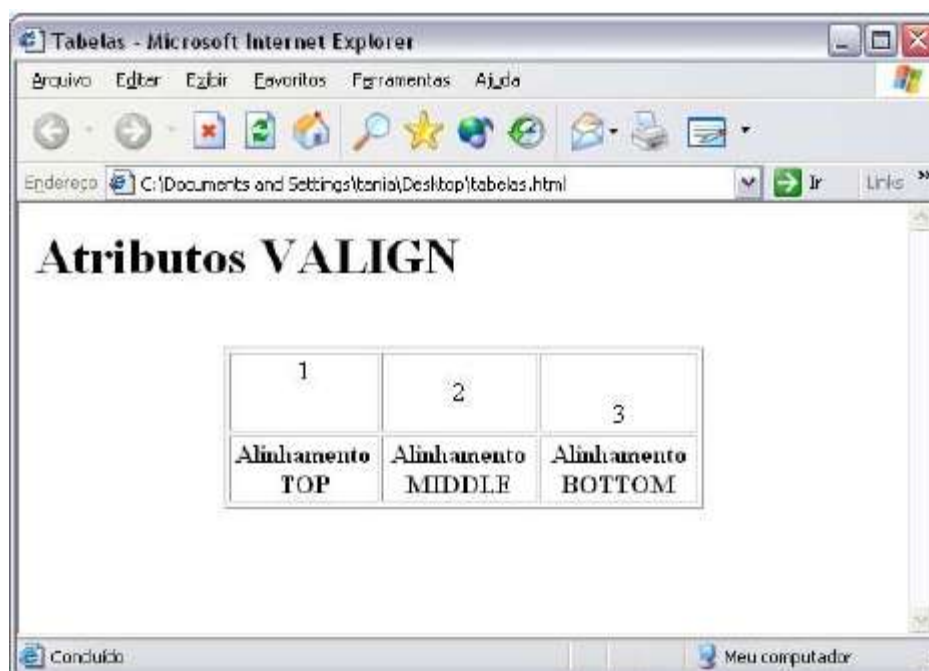 Tabelas - Microsoft Internet Explorer
Arquivo Editar Exibir Favoritos Ferramentas Ajuda
Endereço C:\Documents and Settings\tania\Desktop\tabelas.html Ir Links »
Atributos VALIGN
1 2 3
Alinhamento TOP
Alinhamento MIDDLE
Alinhamento BOTTOM
Concluído Meu computador